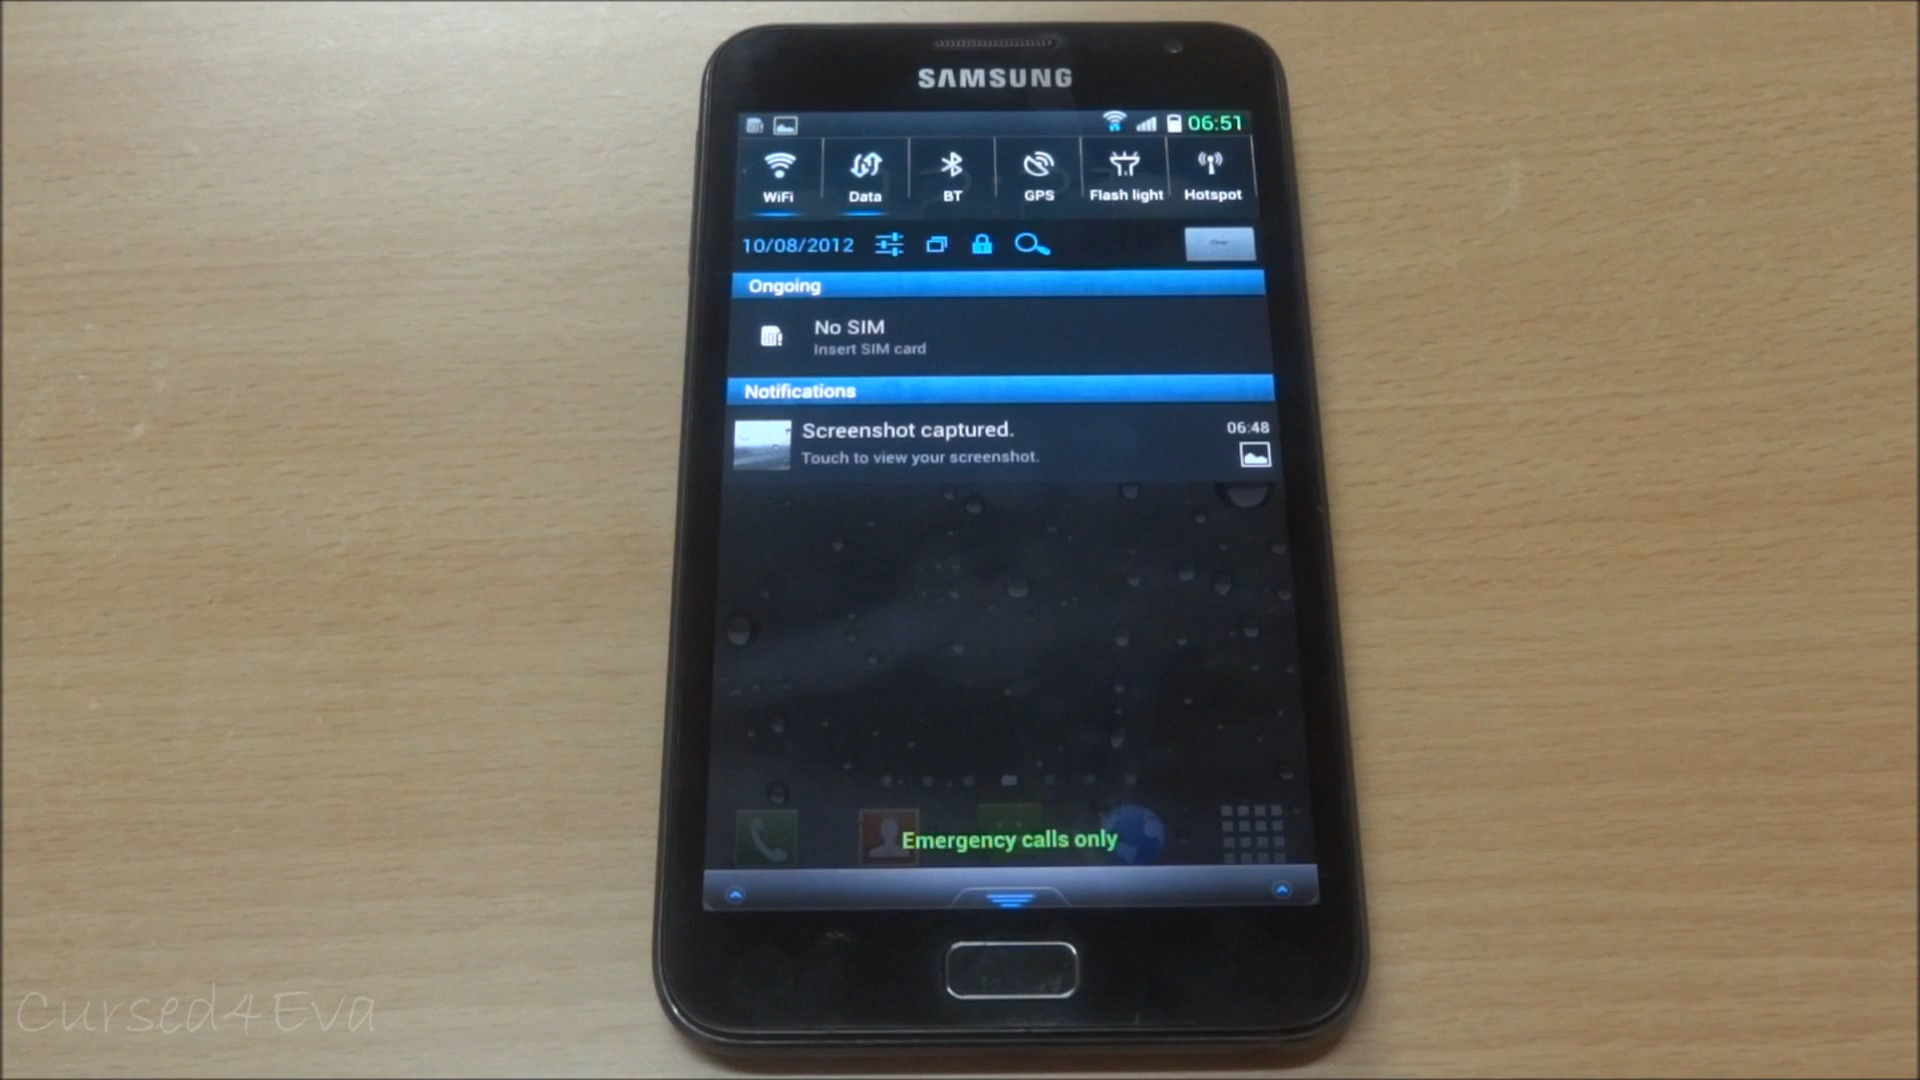 SAMSUNG
06:51
WiFi Data BT GPS Flash light Hotspot
10/08/2012
Ongoing
No SIM
Insert SIM card
Notifications
Screenshot captured. 06:48
Touch to view your screenshot.
Emergency calls only
Cursed4Eva